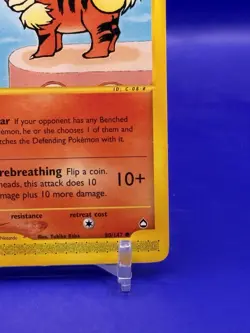 ar If your opponent has any Benched
émon, he or she chooses 1 of them and
tches the Defending Pokémon with it.
rebreathing Flip a coin.
heads, this attack does 10
mage plus 10 more damage. 10+
resistance retreat cost